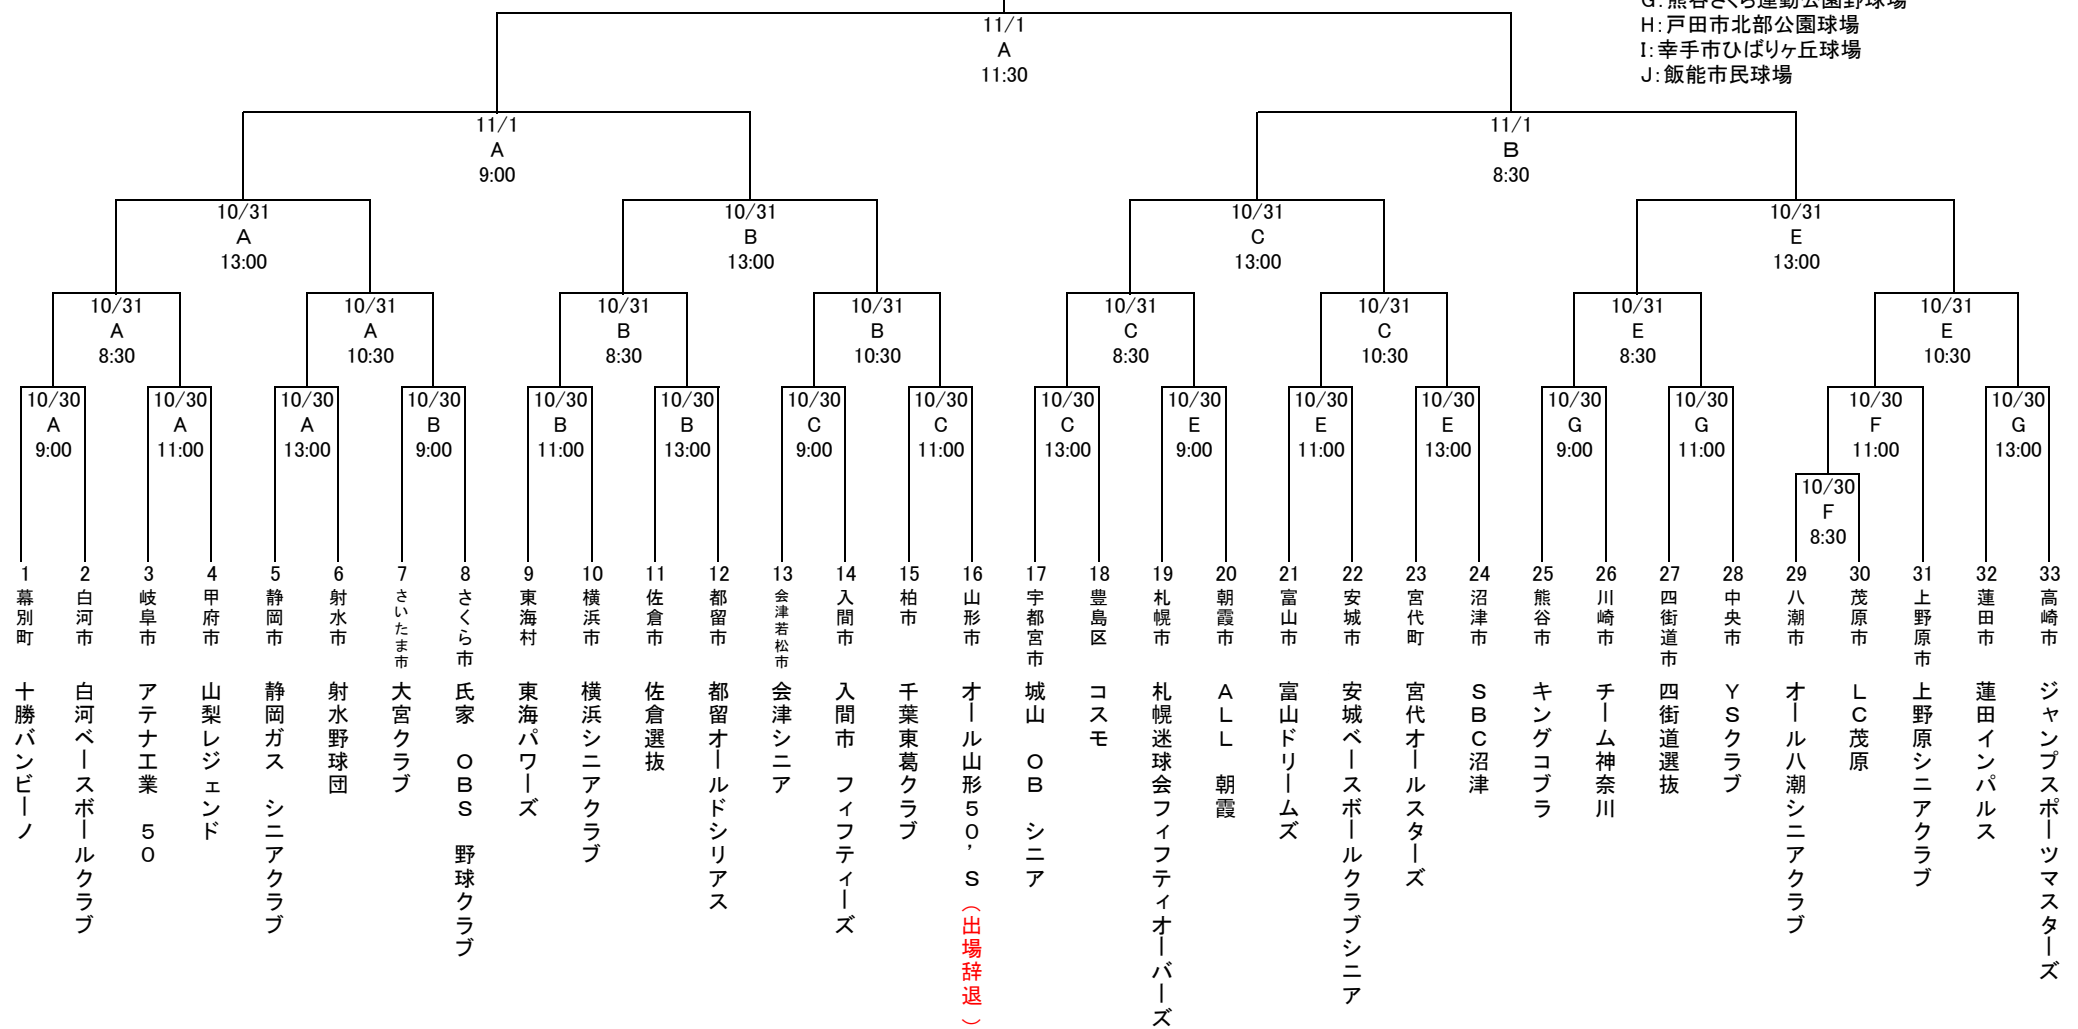 G：熊谷さくら運動公園野球場
H：戸田市北部公園球場
I：幸手市ひばりヶ丘球場
J：飯能市民球場
11/1
A
11:30
11/1
A
9:00
11/1
B
8:30
10/31
A
13:00
10/31
B
13:00
10/31
C
13:00
10/31
E
13:00
10/31
A
8:30
10/31
A
10:30
10/31
B
8:30
10/31
B
10:30
10/31
C
8:30
10/31
C
10:30
10/31
E
8:30
10/31
E
10:30
10/30
A
9:00
10/30
A
11:00
10/30
A
13:00
10/30
B
9:00
10/30
B
11:00
10/30
B
13:00
10/30
C
9:00
10/30
C
11:00
10/30
C
13:00
10/30
E
9:00
10/30
E
11:00
10/30
E
13:00
10/30
G
9:00
10/30
G
11:00
10/30
F
11:00
10/30
G
13:00
10/30
F
8:30
1 幕別町 十勝バンビーノ
2 白河市 白河ベースボールクラブ
3 岐阜市 アテナ工業　５０
4 甲府市 山梨レジェンド
5 静岡市 静岡ガス　シニアクラブ
6 射水市 射水野球団
7 さいたま市 大宮クラブ
8 さくら市 氏家　ＯＢＳ　野球クラブ
9 東海村 東海パワーズ
10 横浜市 横浜シニアクラブ
11 佐倉市 佐倉選抜
12 都留市 都留オールドシリアス
13 会津若松市 会津シニア
14 入間市 入間市　フィフティーズ
15 柏市 千葉東葛クラブ
16 山形市 オール山形５０’Ｓ（出場辞退）
17 宇都宮市 城山　ＯＢ　シニア
18 豊島区 コスモ
19 札幌市 札幌迷球会フィフティオーバーズ
20 朝霞市 ＡＬＬ　朝霞
21 富山市 富山ドリームズ
22 安城市 安城ベースボールクラブシニア
23 宮代町 宮代オールスターズ
24 沼津市 ＳＢＣ沼津
25 熊谷市 キングコブラ
26 川崎市 チーム神奈川
27 四街道市 四街道選抜
28 中央市 ＹＳクラブ
29 八潮市 オール八潮シニアクラブ
30 茂原市 ＬＣ茂原
31 上野原市 上野原シニアクラブ
32 蓮田市 蓮田インパルス
33 高崎市 ジャンプスポーツマスターズ